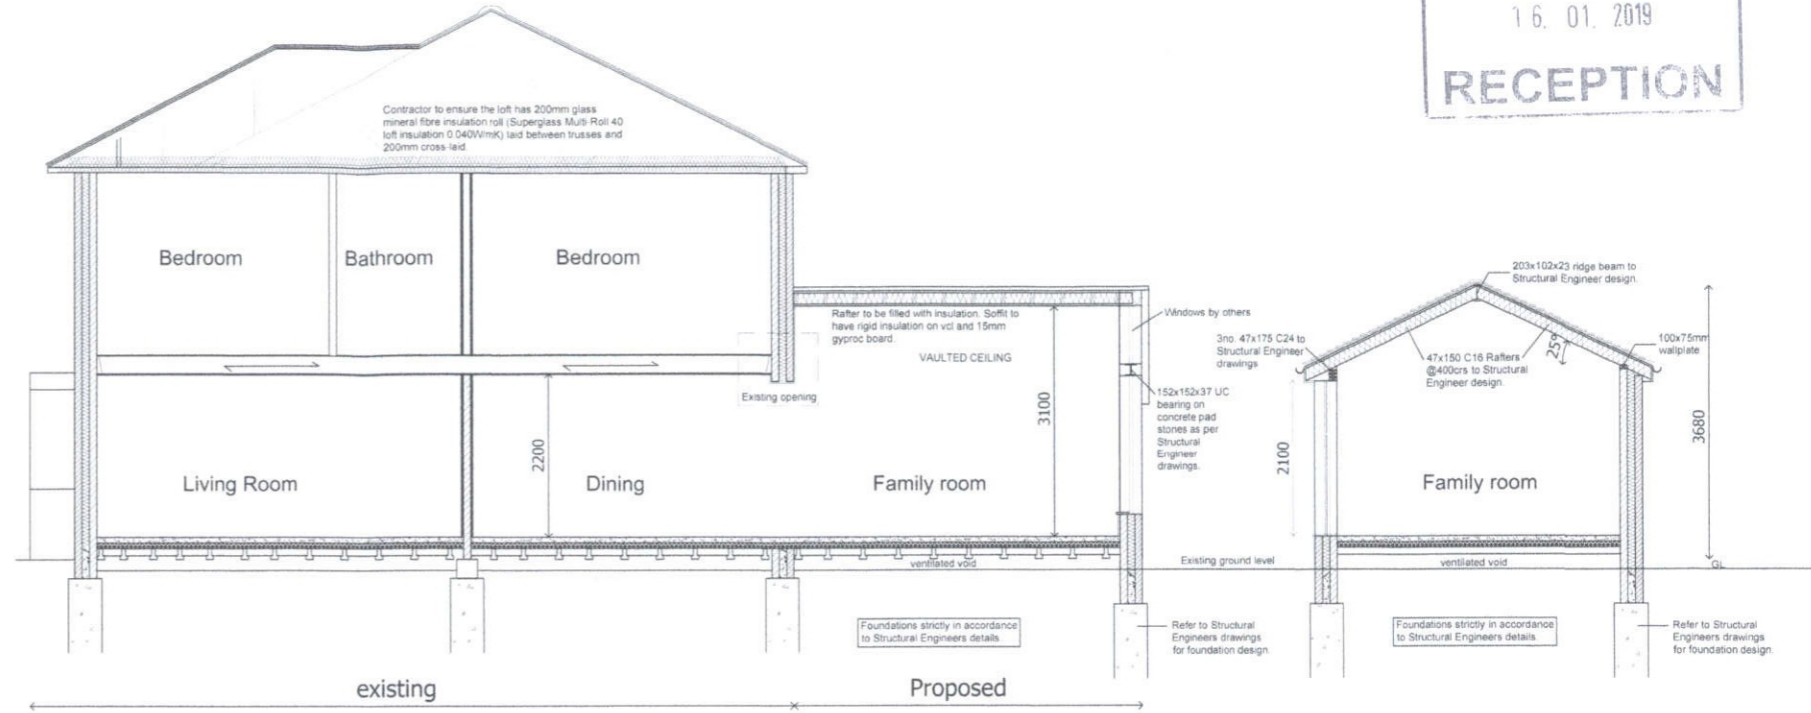 16. 01. 2019
RECEPTION
Contractor to ensure the loft has 200mm glass
mineral fibre insulation roll (Superglass Multi-Roll 40
loft insulation 0.040W/mK) laid between trusses and
200mm cross-laid.
Bedroom
Bathroom
Bedroom
Rafter to be filled with insulation. Soffit to
have rigid insulation on vcl and 15mm
gyproc board.
VAULTED CEILING
Existing opening
Windows by others
152x152x37 UC
bearing on
concrete pad
stones as per
Structural
Engineer
drawings.
2200
3100
Living Room
Dining
Family room
ventilated void
Existing ground level
Foundations strictly in accordance
to Structural Engineers details
Refer to Structural
Engineers drawings
for foundation design.
existing
Proposed
203x102x23 ridge beam to
Structural Engineer design.
3no. 47x175 C24 to
Structural Engineer
drawings
47x150 C16 Rafters
@400crs to Structural
Engineer design.
25°
100x75mm
wallplate
2100
3680
Family room
ventilated void
GL
Foundations strictly in accordance
to Structural Engineers details
Refer to Structural
Engineers drawings
for foundation design.